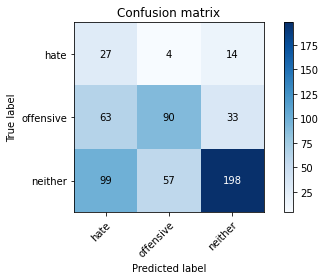 Confusion matrix
hate 27 4 14
offensive 63 90 33
neither 99 57 198
hate offensive neither
True label
Predicted label
175
150
125
100
75
50
25